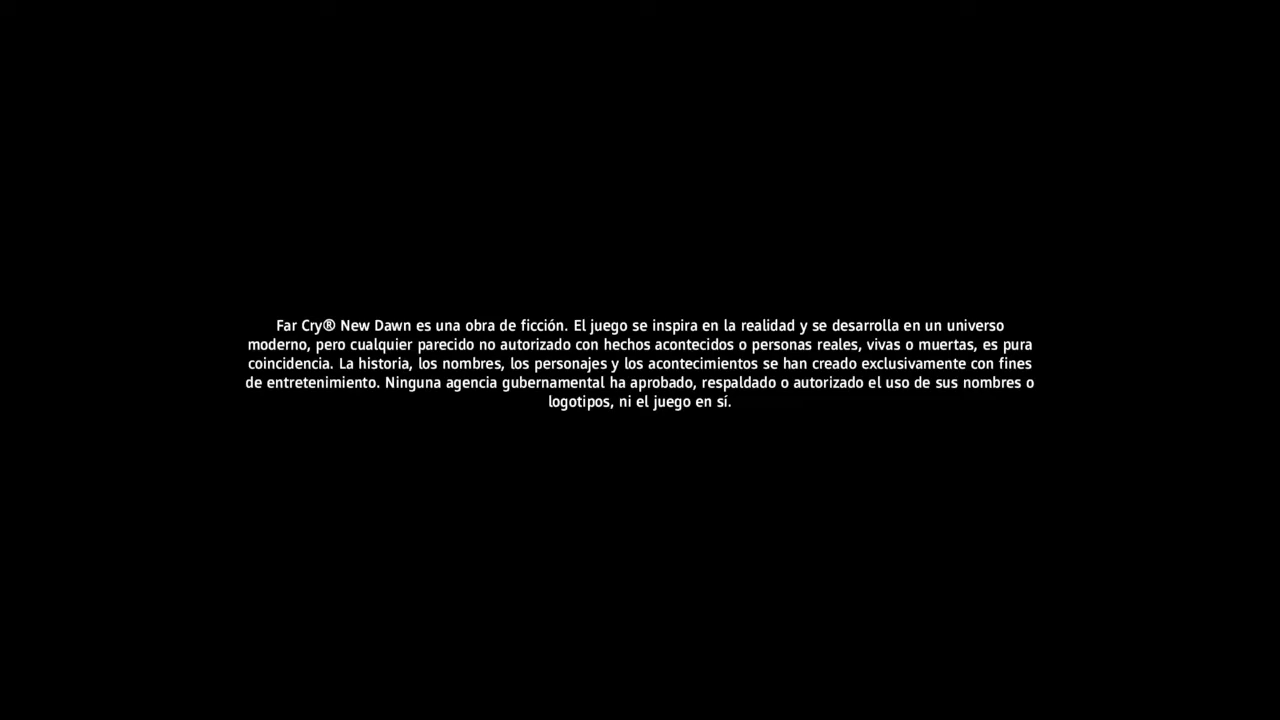 Far Cry® New Dawn es una obra de ficción. El juego se inspira en la realidad y se desarrolla en un universo
moderno, pero cualquier parecido no autorizado con hechos acontecidos o personas reales, vivas o muertas, es pura
coincidencia. La historia, los nombres, los personajes y los acontecimientos se han creado exclusivamente con fines
de entretenimiento. Ninguna agencia gubernamental ha aprobado, respaldado o autorizado el uso de sus nombres o
logotipos, ni el juego en sí.